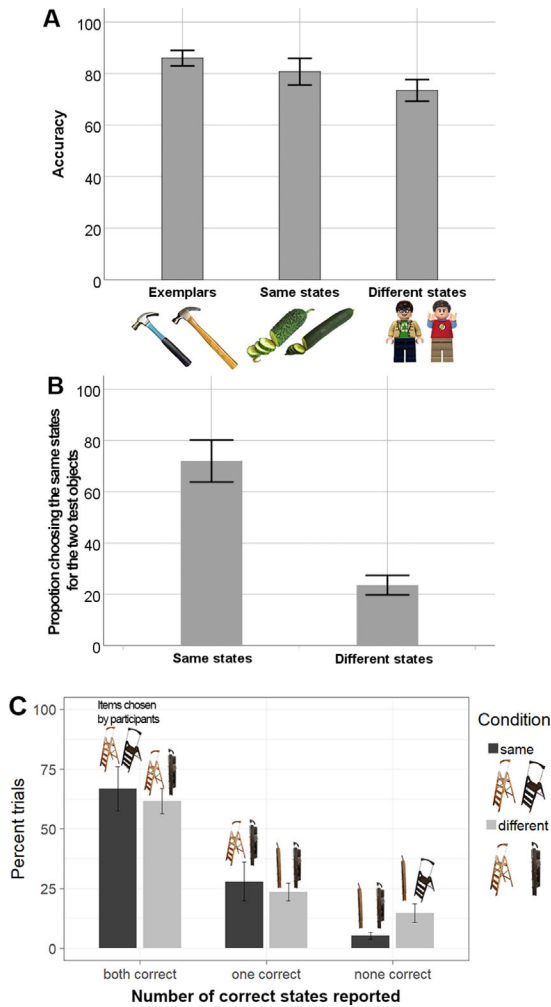 A
100
80
60
40
20
0
Accuracy
Exemplars Same states Different states
B
100
80
60
40
20
0
Propotion choosing the same states
for the two test objects
Same states Different states
C
Items chosen
by participants
100
75
50
25
0
Percent trials
both correct one correct none correct
Number of correct states reported
Condition
same
different